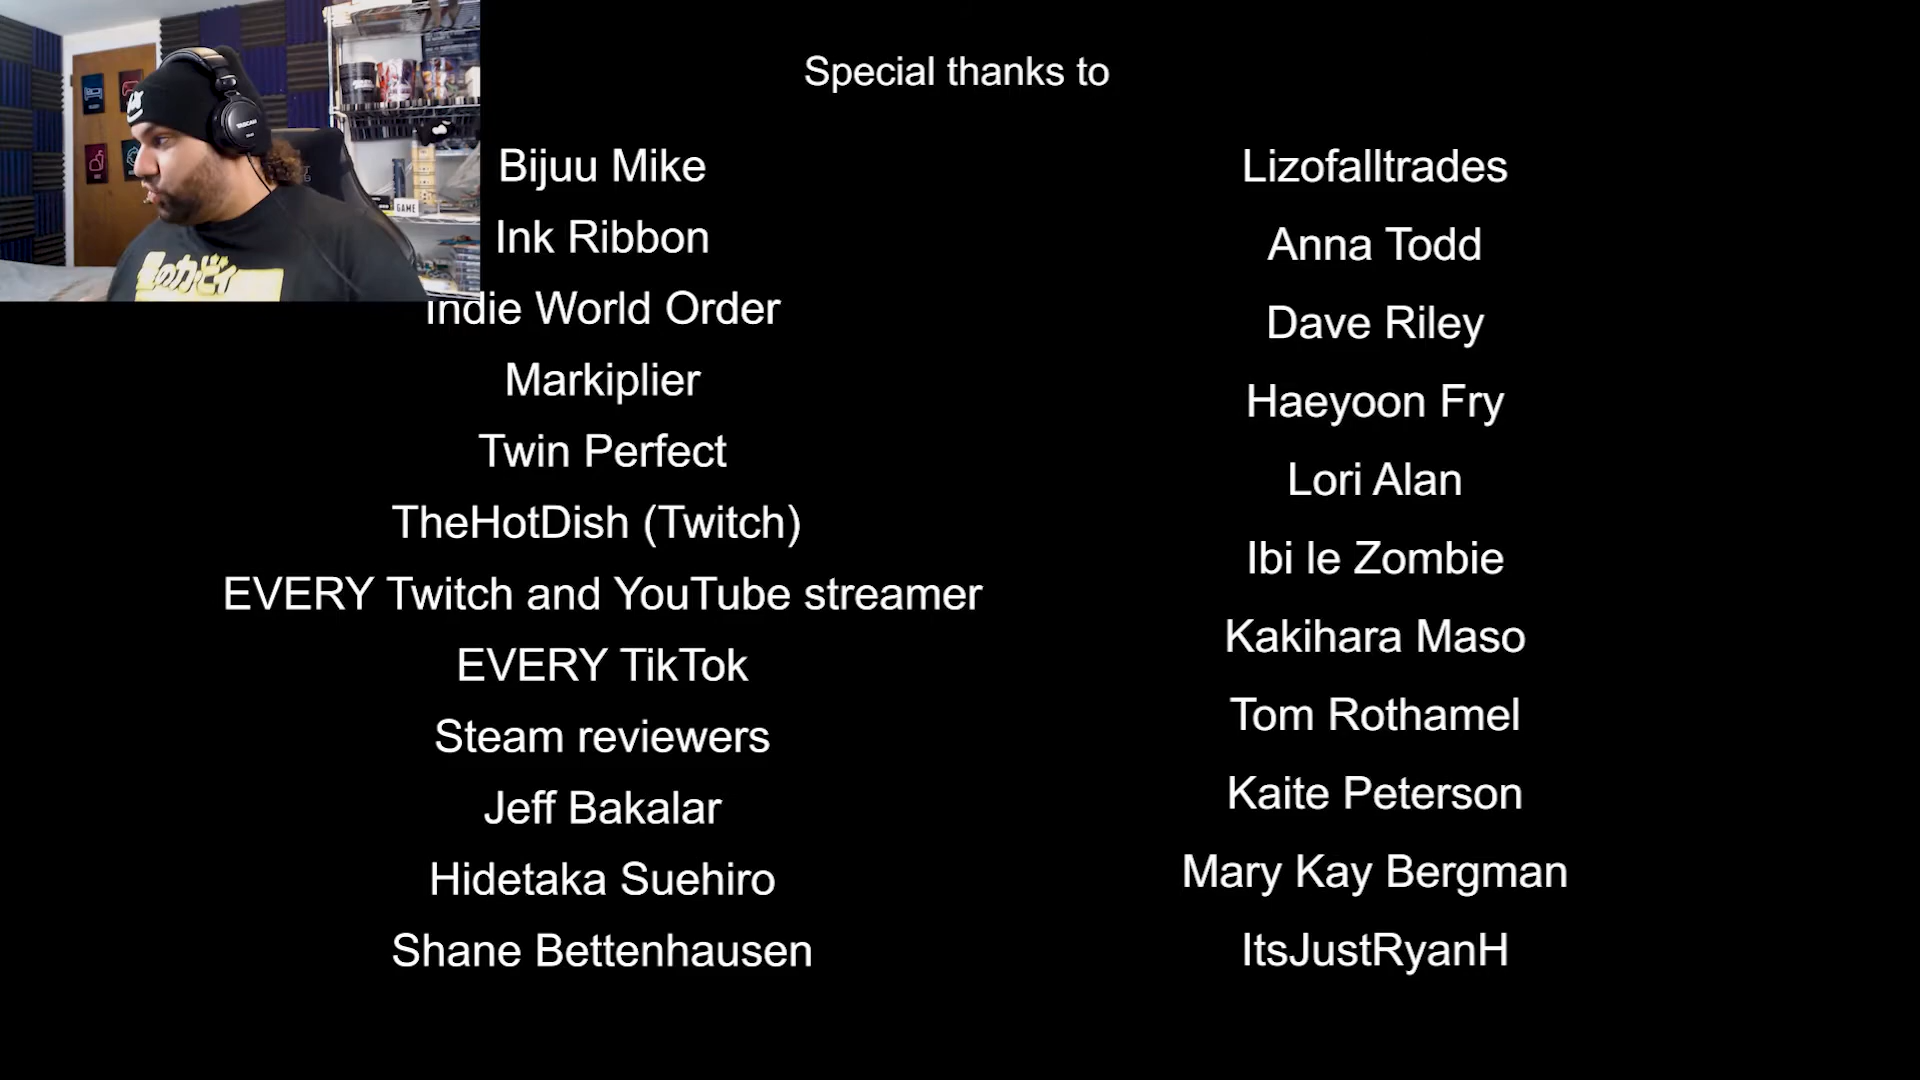 Special thanks to
Bijuu Mike
Ink Ribbon
Indie World Order
Markiplier
Twin Perfect
TheHotDish (Twitch)
EVERY Twitch and YouTube streamer
EVERY TikTok
Steam reviewers
Jeff Bakalar
Hidetaka Suehiro
Shane Bettenhausen
Lizofalltrades
Anna Todd
Dave Riley
Haeyoon Fry
Lori Alan
Ibi le Zombie
Kakihara Maso
Tom Rothamel
Kaite Peterson
Mary Kay Bergman
ItsJustRyanH
TASCAM
GAME